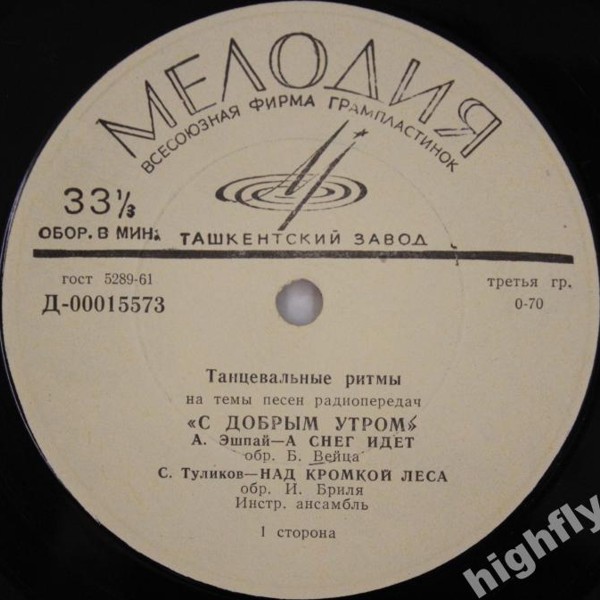 МЕЛОДИЯ
ВСЕСОЮЗНАЯ ФИРМА ГРАМПЛАСТИНОК
33⅓
ОБОР. В МИН.
ТАШКЕНТСКИЙ ЗАВОД
гост 5289-61
третья гр.
Д-00015573
0-70
Танцевальные ритмы
на темы песен радиопередач
«С ДОБРЫМ УТРОМ»
А. Эшпай—А СНЕГ ИДЕТ
обр. Б. Вейца
С. Туликов—НАД КРОМКОЙ ЛЕСА
обр. И. Бриля
Инстр. ансамбль
1 сторона
highfly